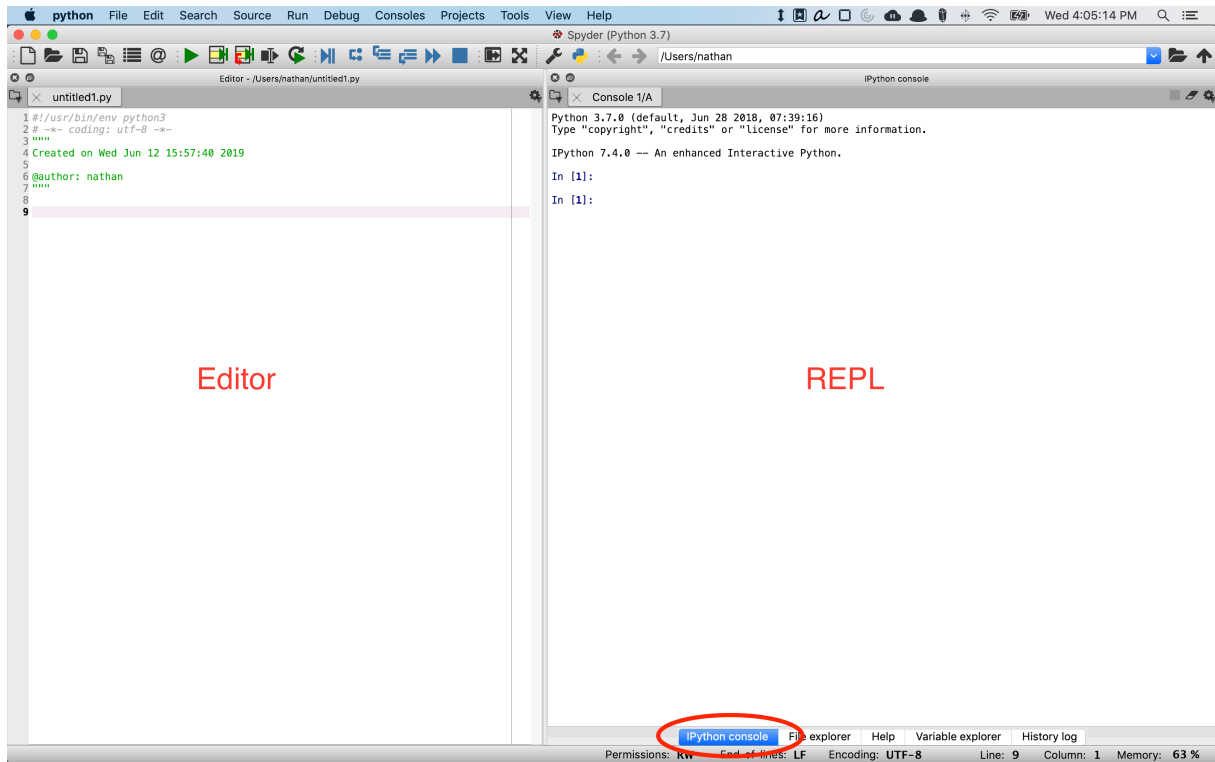 python File Edit Search Source Run Debug Consoles Projects Tools View Help Wed 4:05:14 PM
Spyder (Python 3.7)
/Users/nathan
Editor - /Users/nathan/untitled1.py
untitled1.py
1 #!/usr/bin/env python3
2 # -*- coding: utf-8 -*-
3 """
4 Created on Wed Jun 12 15:57:40 2019
5
6 @author: nathan
7 """
8
9
Editor
IPython console
Console 1/A
Python 3.7.0 (default, Jun 28 2018, 07:39:16)
Type "copyright", "credits" or "license" for more information.
IPython 7.4.0 -- An enhanced Interactive Python.
In [1]:
In [1]:
REPL
IPython console File explorer Help Variable explorer History log
Permissions: RW End-of-lines: LF Encoding: UTF-8 Line: 9 Column: 1 Memory: 63 %